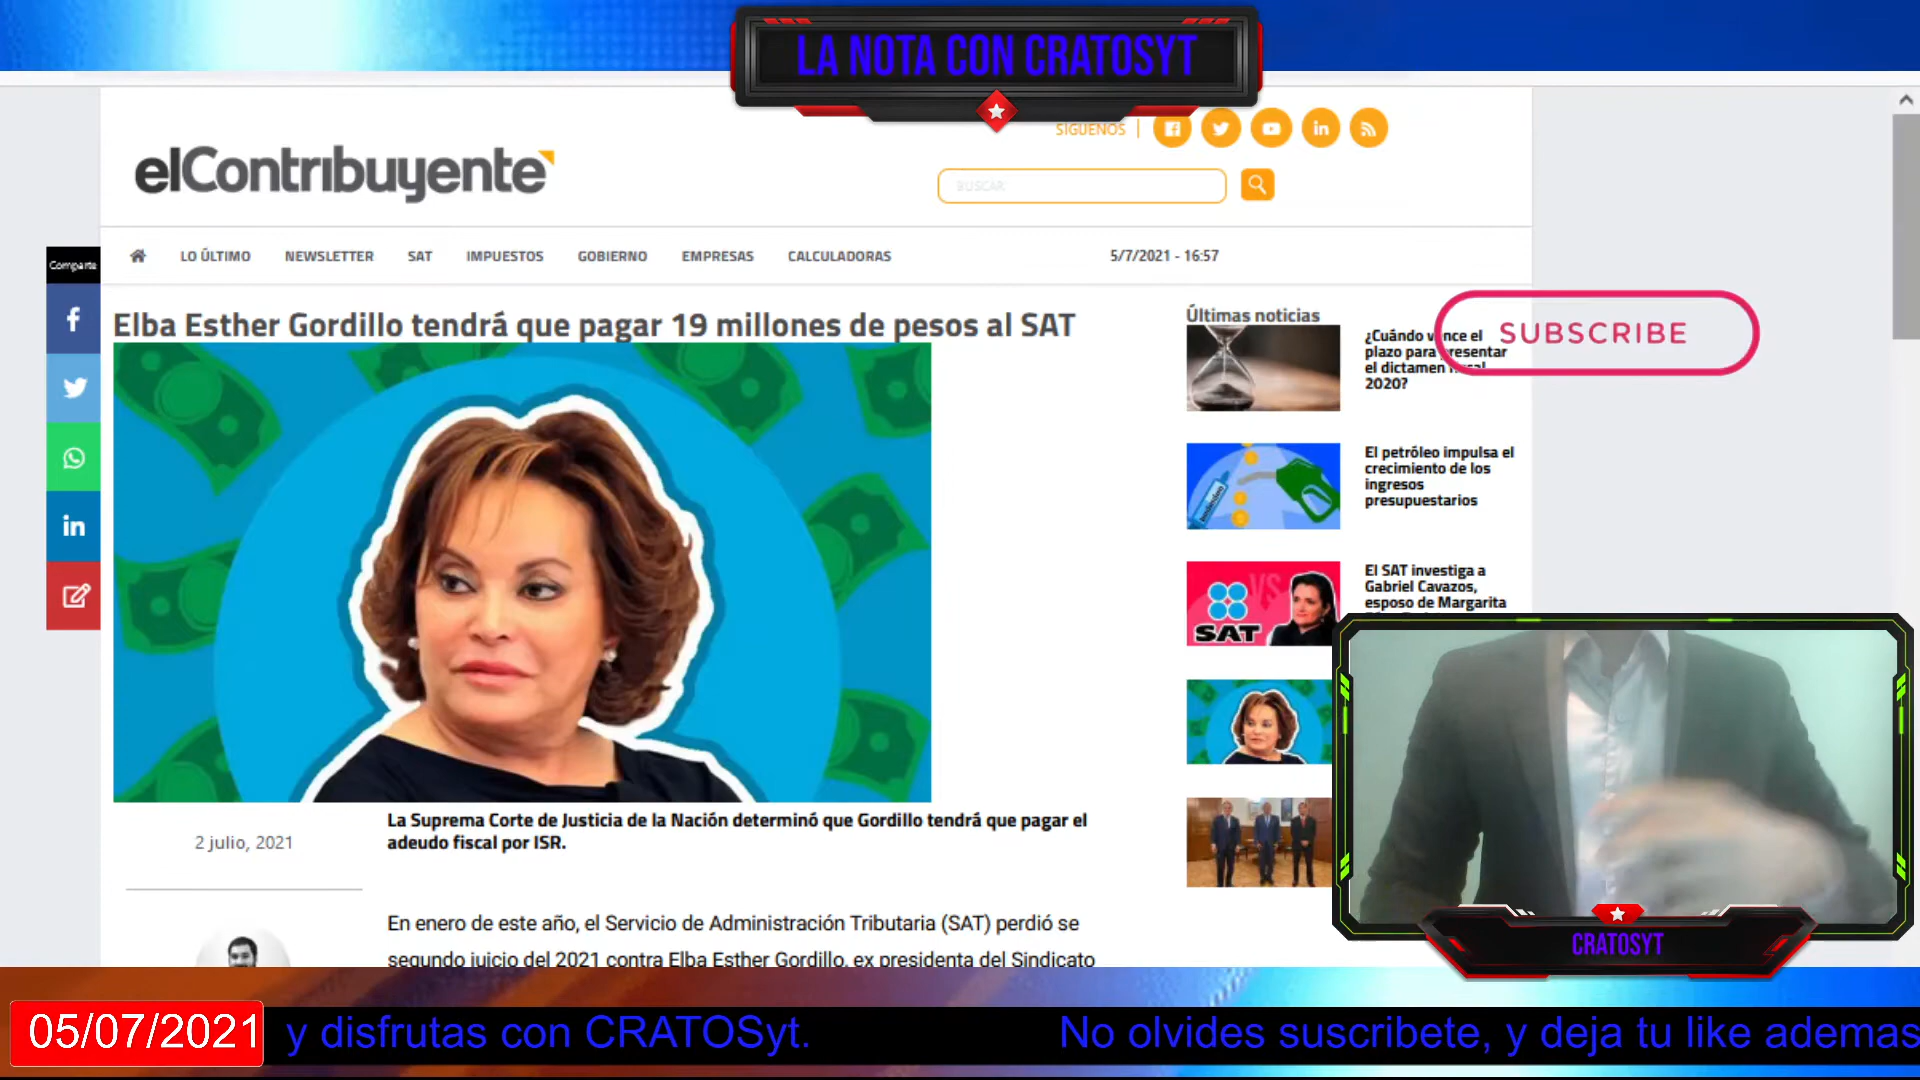 LA NOTA CON CRATOSYT
SÍGUENOS
elContribuyente
BUSCAR
Comparte
LO ÚLTIMO
NEWSLETTER
SAT
IMPUESTOS
GOBIERNO
EMPRESAS
CALCULADORAS
5/7/2021 - 16:57
Elba Esther Gordillo tendrá que pagar 19 millones de pesos al SAT
Últimas noticias
¿Cuándo vence el
plazo para presentar
el dictamen fiscal
2020?
SUBSCRIBE
El petróleo impulsa el
crecimiento de los
ingresos
presupuestarios
El SAT investiga a
Gabriel Cavazos,
esposo de Margarita
VS
SAT
2 julio, 2021
La Suprema Corte de Justicia de la Nación determinó que Gordillo tendrá que pagar el
adeudo fiscal por ISR.
En enero de este año, el Servicio de Administración Tributaria (SAT) perdió se
segundo juicio del 2021 contra Elba Esther Gordillo, ex presidenta del Sindicato
CRATOSYT
05/07/2021
y disfrutas con CRATOSyt.
No olvides suscribete, y deja tu like ademas